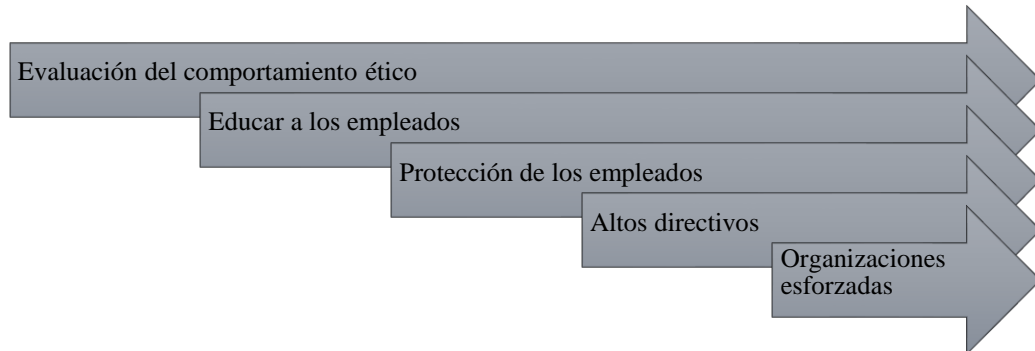 Evaluación del comportamiento ético
Educar a los empleados
Protección de los empleados
Altos directivos
Organizaciones
esforzadas